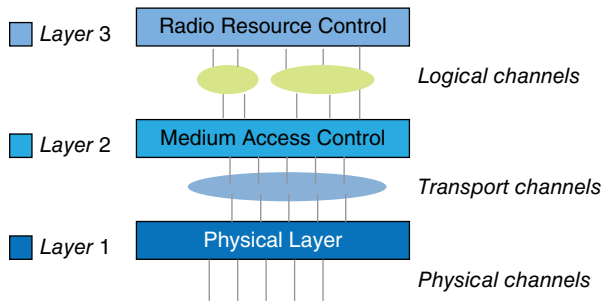 Layer 3
Radio Resource Control
Logical channels
Layer 2
Medium Access Control
Transport channels
Layer 1
Physical Layer
Physical channels